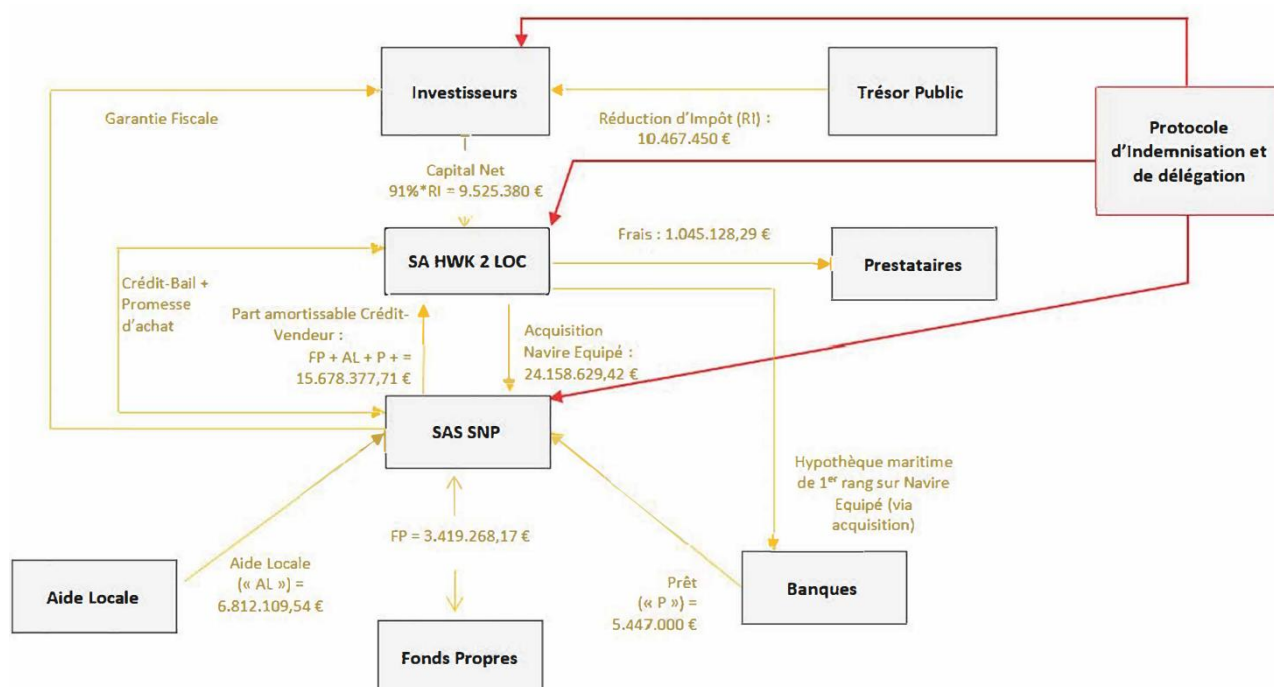 Investisseurs
Trésor Public
Garantie Fiscale
Réduction d'Impôt (RI) :
10.467.450 €
Protocole
d'Indemnisation et
de délégation
Capital Net
91%*RI = 9.525.380 €
SA HWK 2 LOC
Frais : 1.045.128,29 €
Prestataires
Crédit-Bail +
Promesse
d'achat
Part amortissable Crédit-
Vendeur :
FP + AL + P + =
15.678.377,71 €
Acquisition
Navire Equipé :
24.158.629,42 €
SAS SNP
Hypothèque maritime
de 1er rang sur Navire
Equipé (via
acquisition)
FP = 3.419.268,17 €
Aide Locale
Aide Locale
(« AL ») =
6.812.109,54 €
Prêt
(« P ») =
5.447.000 €
Banques
Fonds Propres